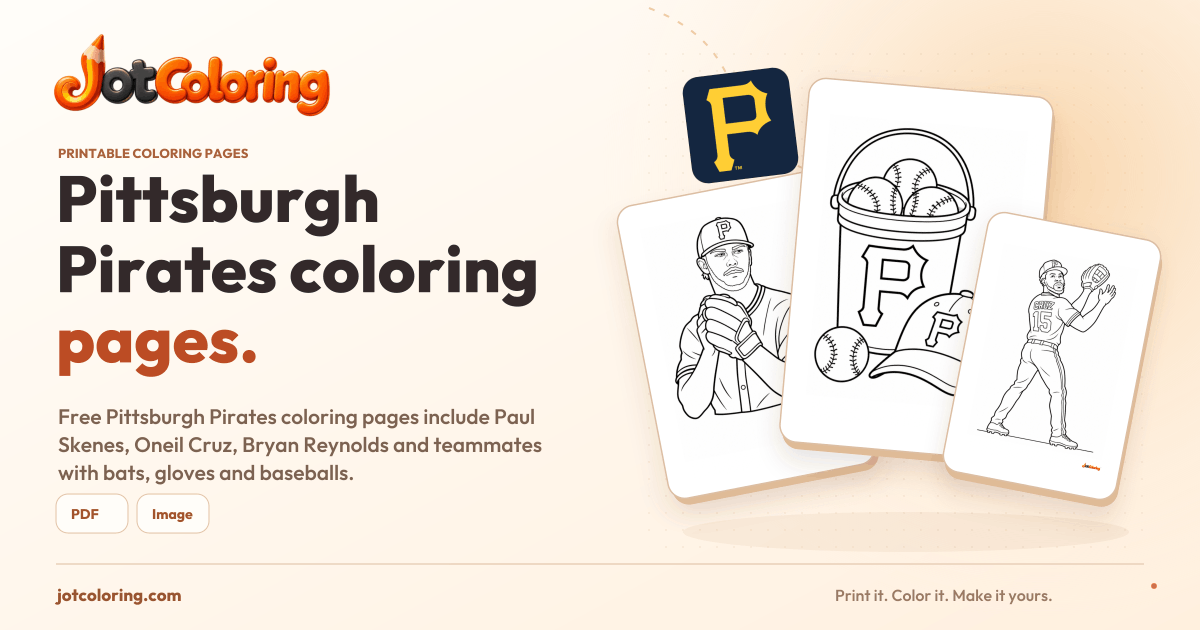 JotColoring
PRINTABLE COLORING PAGES
Pittsburgh
Pirates coloring
pages.
Free Pittsburgh Pirates coloring pages include Paul
Skenes, Oneil Cruz, Bryan Reynolds and teammates
with bats, gloves and baseballs.
PDF
Image
P
TM
P
P
P
CRUZ
15
JotColoring
jotcoloring.com
Print it. Color it. Make it yours.